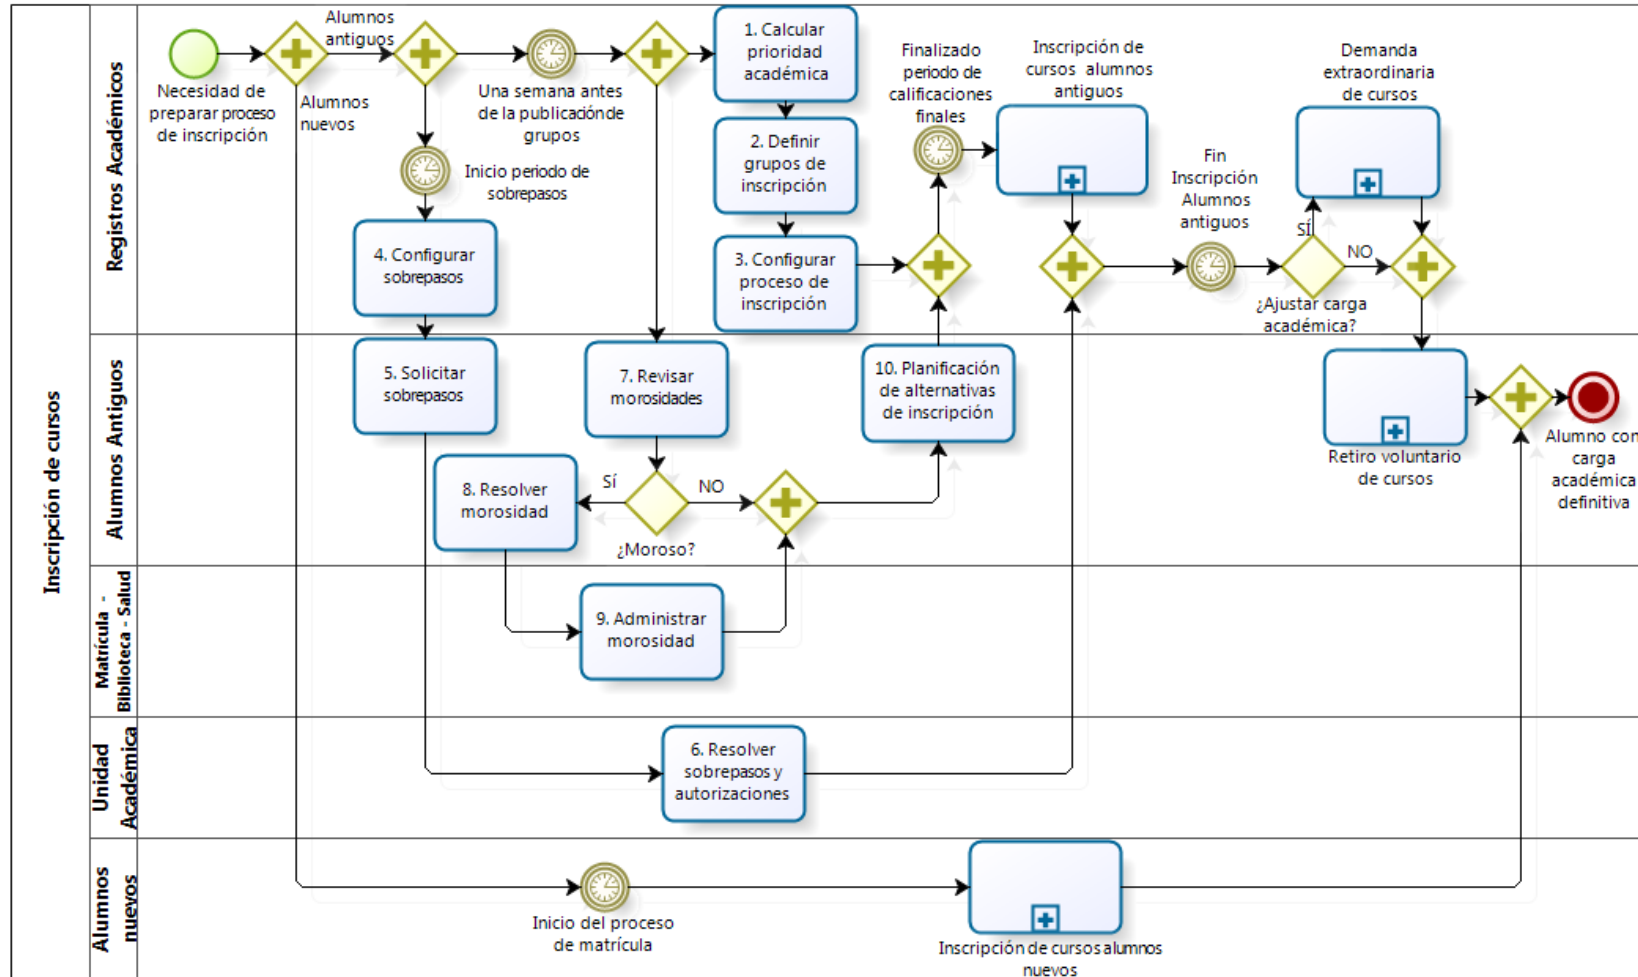 Inscripción de cursos
Registros Académicos
Necesidad de
preparar proceso
de inscripción
Alumnos
antiguos
Alumnos
nuevos
Una semana antes
de la publicación de
grupos
Inicio periodo de
sobrepasos
4. Configurar
sobrepasos
1. Calcular
prioridad
académica
2. Definir
grupos de
inscripción
3. Configurar
proceso de
inscripción
Finalizado
periodo de
calificaciones
finales
Inscripción de
cursos alumnos
antiguos
Fin
Inscripción
Alumnos
antiguos
Demanda
extraordinaria
de cursos
SÍ
NO
¿Ajustar carga
académica?
Alumnos Antiguos
5. Solicitar
sobrepasos
7. Revisar
morosidades
8. Resolver
morosidad
Sí
NO
¿Moroso?
10. Planificación
de alternativas
de inscripción
Retiro voluntario
de cursos
Alumno con
carga
académica
definitiva
Matrícula -
Biblioteca - Salud
9. Administrar
morosidad
Unidad
Académica
6. Resolver
sobrepasos y
autorizaciones
Alumnos
nuevos
Inicio del proceso
de matrícula
Inscripción de cursos alumnos
nuevos